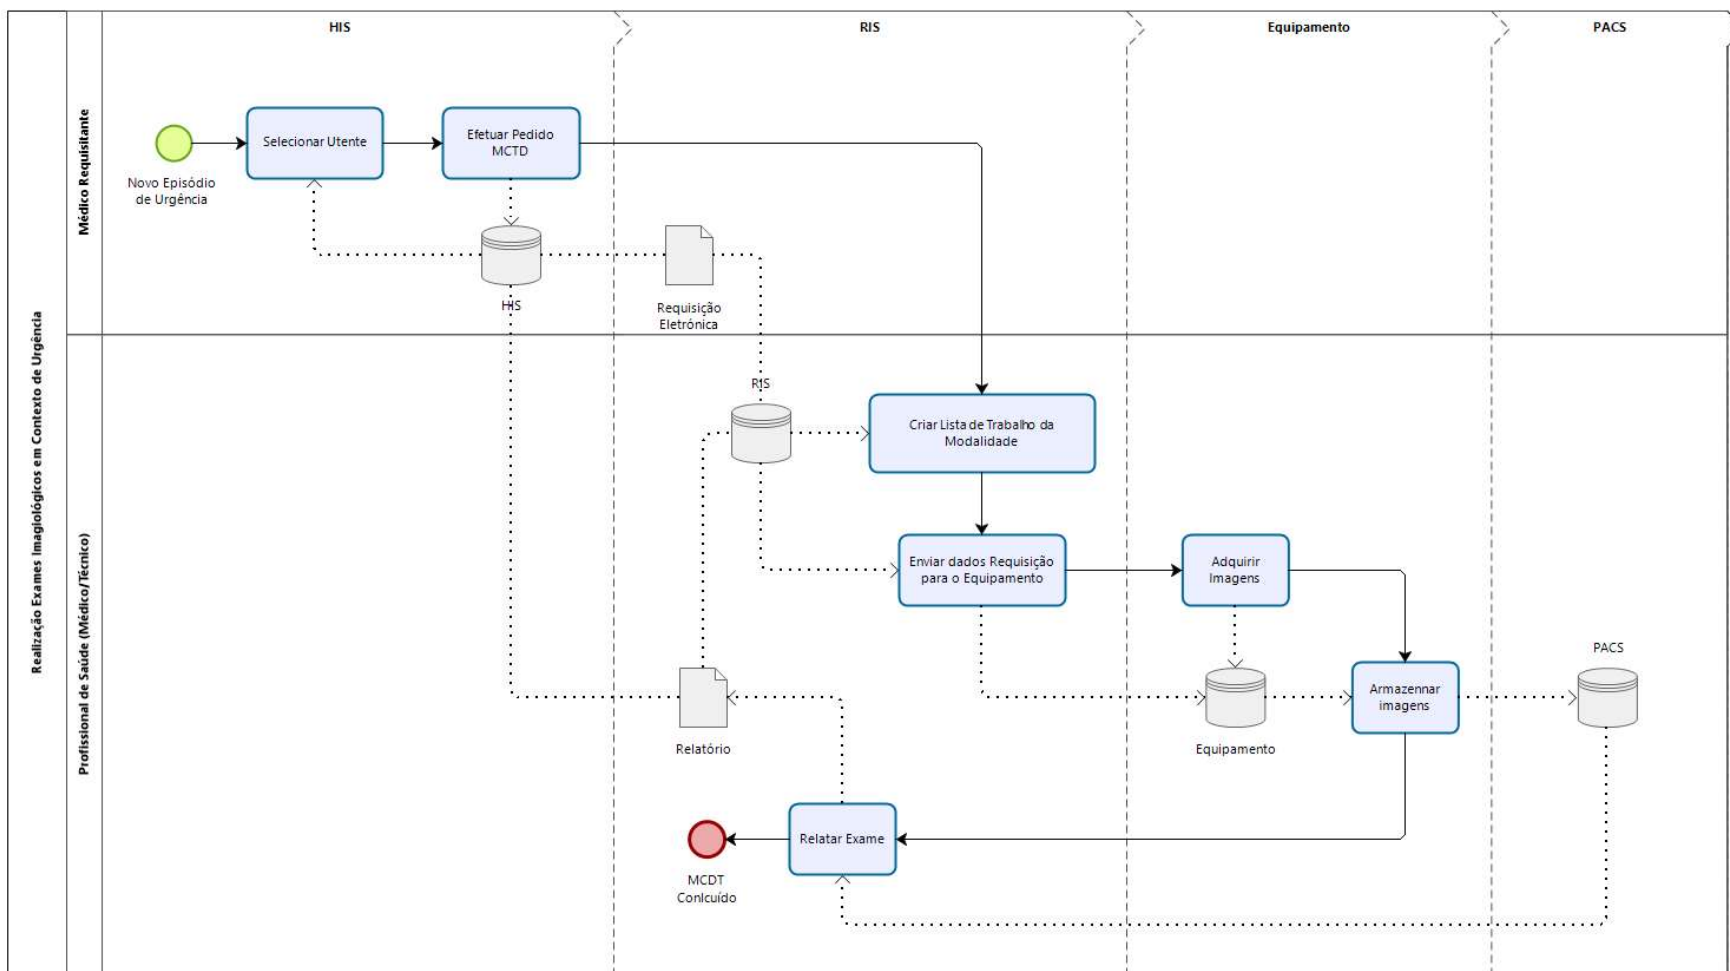 HIS
RIS
Equipamento
PACS
Realização Exames Imagiológicos em Contexto de Urgência
Médico Requisitante
Selecionar Utente
Efetuar Pedido
MCTD
Novo Episódio
de Urgência
HIS
Requisição
Eletrónica
Profissional de Saúde (Médico/Técnico)
RIS
Criar Lista de Trabalho da
Modalidade
Enviar dados Requisição
para o Equipamento
Adquirir
Imagens
PACS
Armazennar
imagens
Relatório
Equipamento
Relatar Exame
MCDT
Conlcuído